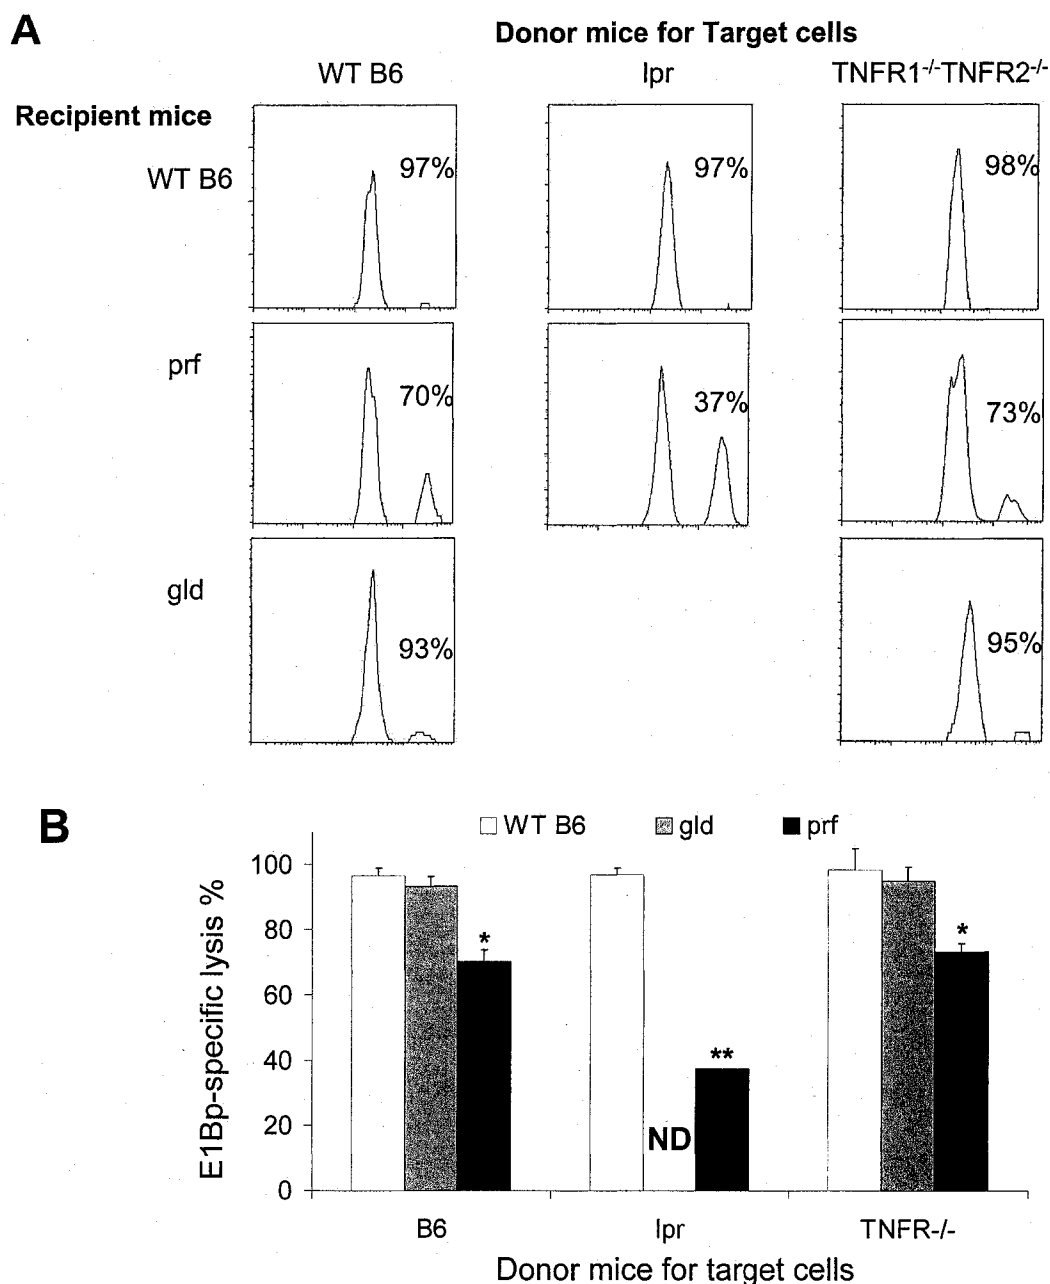 A
Donor mice for Target cells
WT B6 lpr TNFR1-/-TNFR2-/-
Recipient mice
WT B6 97% 97% 98%
prf 70% 37% 73%
gld 93% 95%
B
WT B6 gld prf
E1Bp-specific lysis %
100
80
60
40
20
0
*
**
*
ND
B6 lpr TNFR-/-
Donor mice for target cells